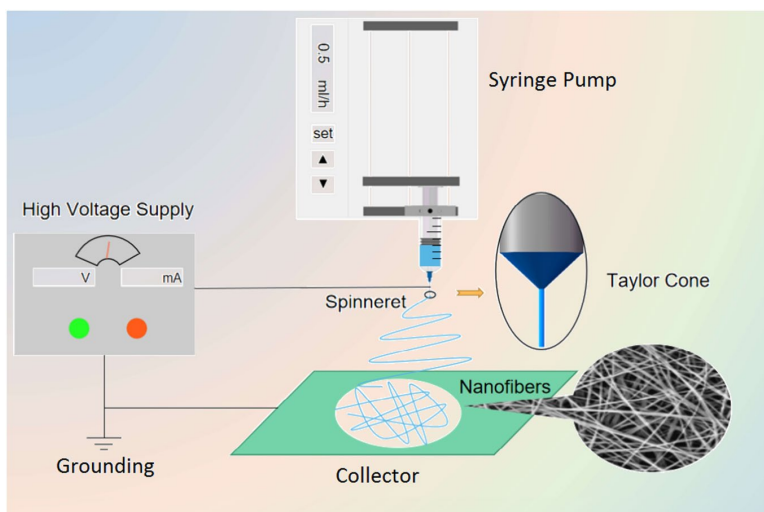 0.5 ml/h
set
▲
▼
Syringe Pump
High Voltage Supply
V
mA
Spinneret
Taylor Cone
Nanofibers
Grounding
Collector